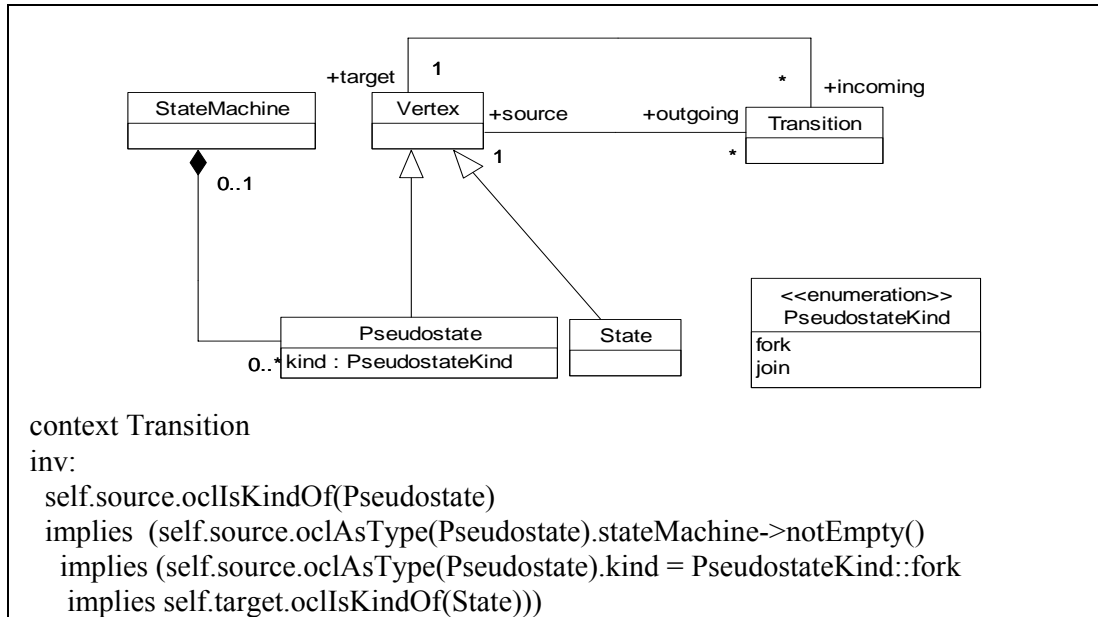 +target
1
*
+incoming
StateMachine
Vertex
+source
+outgoing
Transition
1
*
0..1
Pseudostate
kind : PseudostateKind
0..*
State
<<enumeration>>
PseudostateKind
fork
join
context Transition
inv:
self.source.oclIsKindOf(Pseudostate)
implies (self.source.oclAsType(Pseudostate).stateMachine->notEmpty()
implies (self.source.oclAsType(Pseudostate).kind = PseudostateKind::fork
implies self.target.oclIsKindOf(State)))